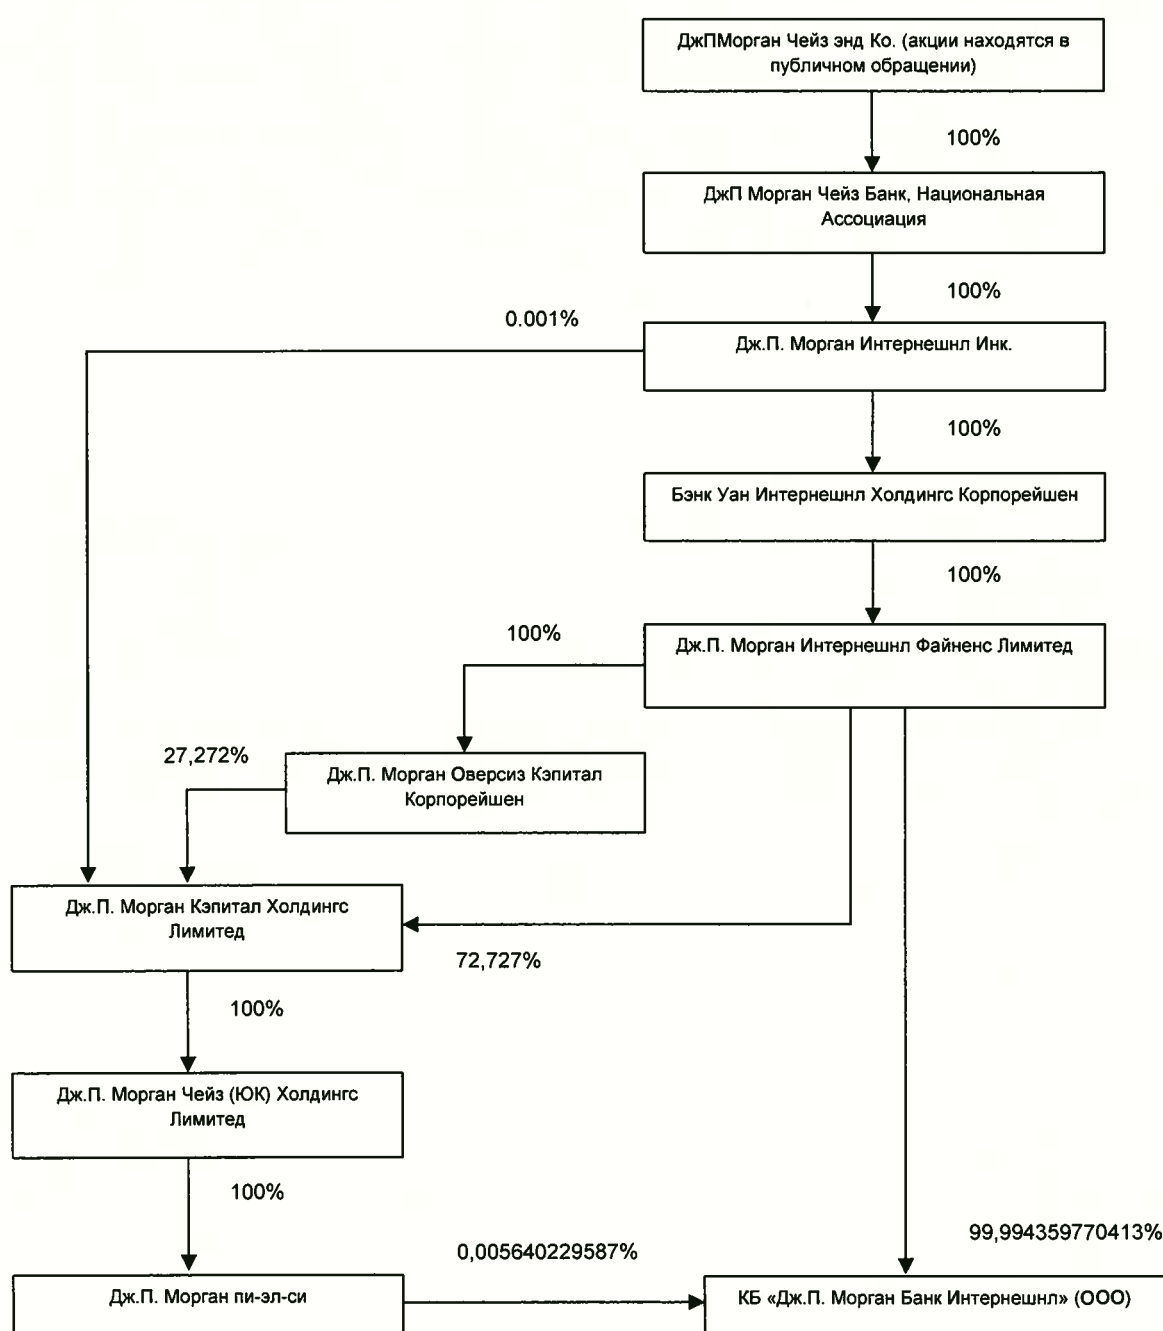 ДжПМорган Чейз энд Ко. (акции находятся в
публичном обращении)
100%
ДжП Морган Чейз Банк, Национальная
Ассоциация
100%
0.001%
Дж.П. Морган Интернешнл Инк.
100%
Бэнк Уан Интернешнл Холдингс Корпорейшен
100%
100%
Дж.П. Морган Интернешнл Файненс Лимитед
27,272%
Дж.П. Морган Оверсиз Кэпитал
Корпорейшен
Дж.П. Морган Кэпитал Холдингс
Лимитед
72,727%
100%
Дж.П. Морган Чейз (ЮК) Холдингс
Лимитед
100%
99,994359770413%
0,005640229587%
Дж.П. Морган пи-эл-си
КБ «Дж.П. Морган Банк Интернешнл» (ООО)